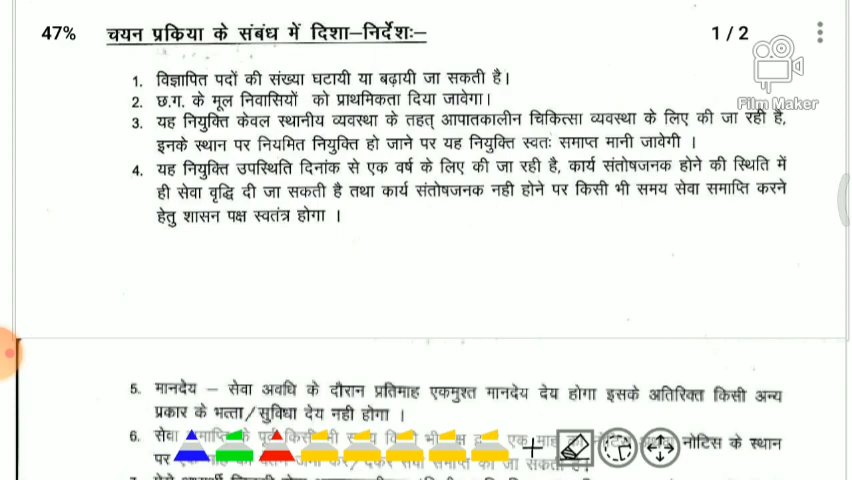 47%
चयन प्रकिया के संबंध में दिशा–निर्देशः–
1 / 2
Film Maker
1. विज्ञापित पदों की संख्या घटायी या बढ़ायी जा सकती है।
2. छ.ग. के मूल निवासियों को प्राथमिकता दिया जावेगा।
3. यह नियुक्ति केवल स्थानीय व्यवस्था के तहत् आपातकालीन चिकित्सा व्यवस्था के लिए की जा रही है,
इनके स्थान पर नियमित नियुक्ति हो जाने पर यह नियुक्ति स्वतः समाप्त मानी जावेगी ।
4. यह नियुक्ति उपस्थिति दिनांक से एक वर्ष के लिए की जा रही है, कार्य संतोषजनक होने की स्थिति में
ही सेवा वृद्धि दी जा सकती है तथा कार्य संतोषजनक नही होने पर किसी भी समय सेवा समाप्ति करने
हेतु शासन पक्ष स्वतंत्र होगा ।
5. मानदेय – सेवा अवधि के दौरान प्रतिमाह एकमुश्त मानदेय देय होगा इसके अतिरिक्त किसी अन्य
प्रकार के भत्ता/सुविधा देय नही होगा ।
6. सेवा के पूर्व किसी भी भी एक माह नोटिस के स्थान
पर सेवा समाप्त की जा सकती है।